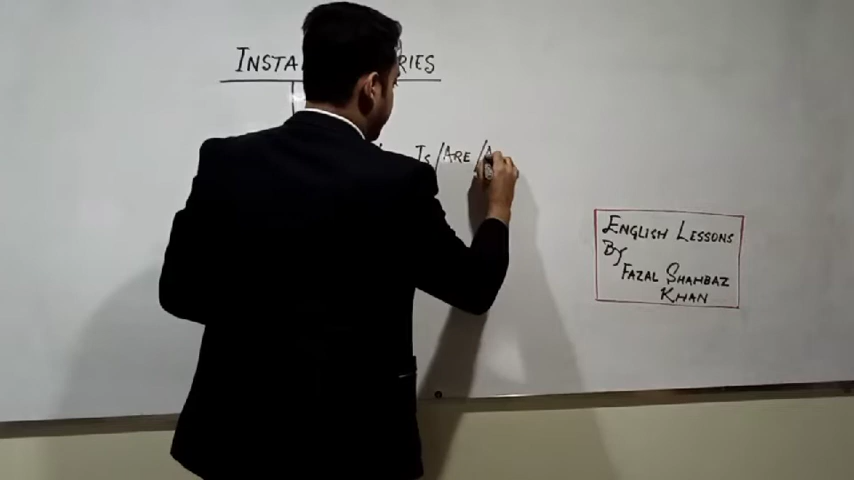 INSTA RIES
Is/ARE/A
ENGLISH LESSONS
By
FAZAL SHAHBAZ
KHAN